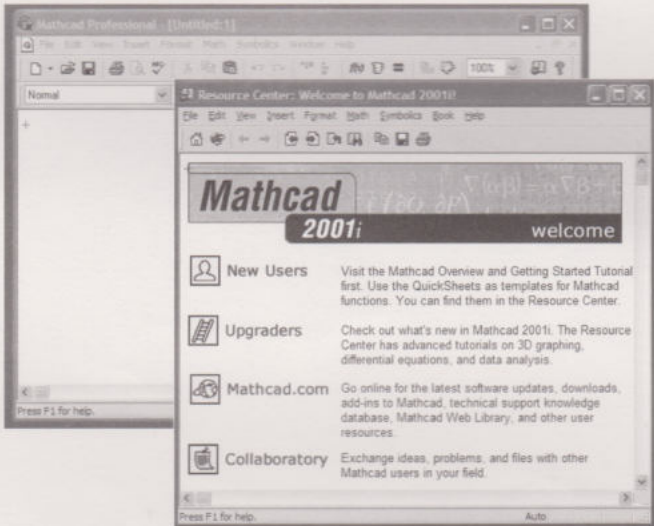 Mathcad Professional - [Untitled:1]
File Edit View Insert Format Math Symbolics Window Help
100%
Normal
Resource Center: Welcome to Mathcad 2001i!
File Edit View Insert Format Math Symbolics Book Help
Mathcad
2001i welcome
New Users
Visit the Mathcad Overview and Getting Started Tutorial
first. Use the QuickSheets as templates for Mathcad
functions. You can find them in the Resource Center.
Upgraders
Check out what's new in Mathcad 2001i. The Resource
Center has advanced tutorials on 3D graphing,
differential equations, and data analysis.
Mathcad.com
Go online for the latest software updates, downloads,
add-ins to Mathcad, technical support knowledge
database, Mathcad Web Library, and other user
resources.
Collaboratory
Exchange ideas, problems, and files with other
Mathcad users in your field.
Press F1 for help.
Press F1 for help.
Auto